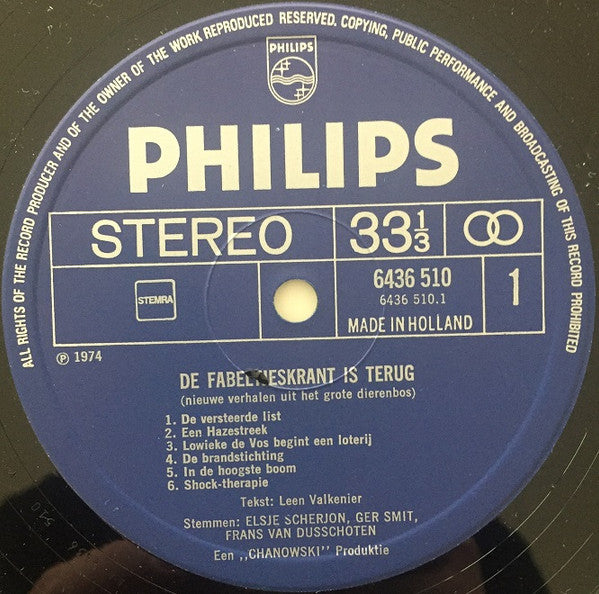 ALL RIGHTS OF THE RECORD PRODUCER AND OF THE OWNER OF THE WORK REPRODUCED RESERVED. COPYING, PUBLIC PERFORMANCE AND BROADCASTING OF THIS RECORD PROHIBITED
PHILIPS
PHILIPS
STEREO
33 1/3
6436 510
6436 510.1
1
STEMRA
MADE IN HOLLAND
Ⓟ 1974
DE IS TERUG
(nieuwe verhalen uit het grote dierenbos)
1. De versteerde list
2. Een Hazestreek
3. Lowieke de Vos begint een loterij
4. De brandstichting
5. In de hoogste boom
6. Shock-therapie
Tekst: Leen Valkenier
Stemmen: ELSJE SCHERJON, GER SMIT,
FRANS VAN DUSSCHOTEN
Een ,,CHANOWSKI" Produktie